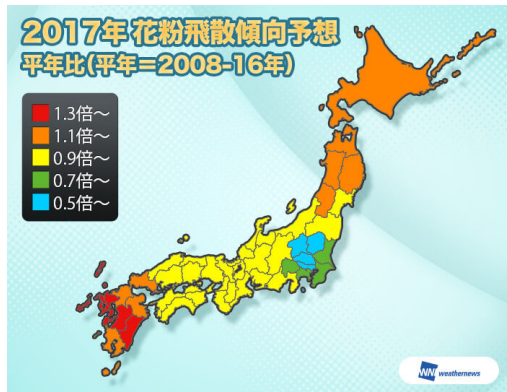 2017年 花粉飛散傾向予想
平年比(平年＝2008-16年)
1.3倍～
1.1倍～
0.9倍～
0.7倍～
0.5倍～
WN weathernews